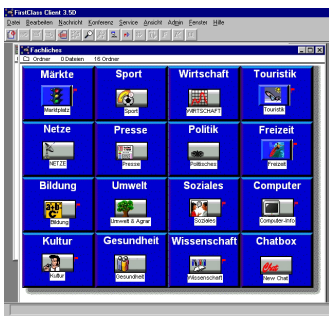 FirstClass Client 3.5D
Datei Bearbeiten Nachricht Konferenz Service Ansicht Admin Fenster Hilfe
Fachliches
Ordner 0 Dateien 16 Ordner
Märkte Sport Wirtschaft Touristik
Marktplatz Sport WIRTSCHAFT Touristik
Netze Presse Politik Freizeit
NETZE Presse Politisches Freizeit
Bildung Umwelt Soziales Computer
Bildung Umwelt & Agrar Soziales Computer-Info
Kultur Gesundheit Wissenschaft Chatbox
Kultur Gesundheit Wissenschaft New Chat